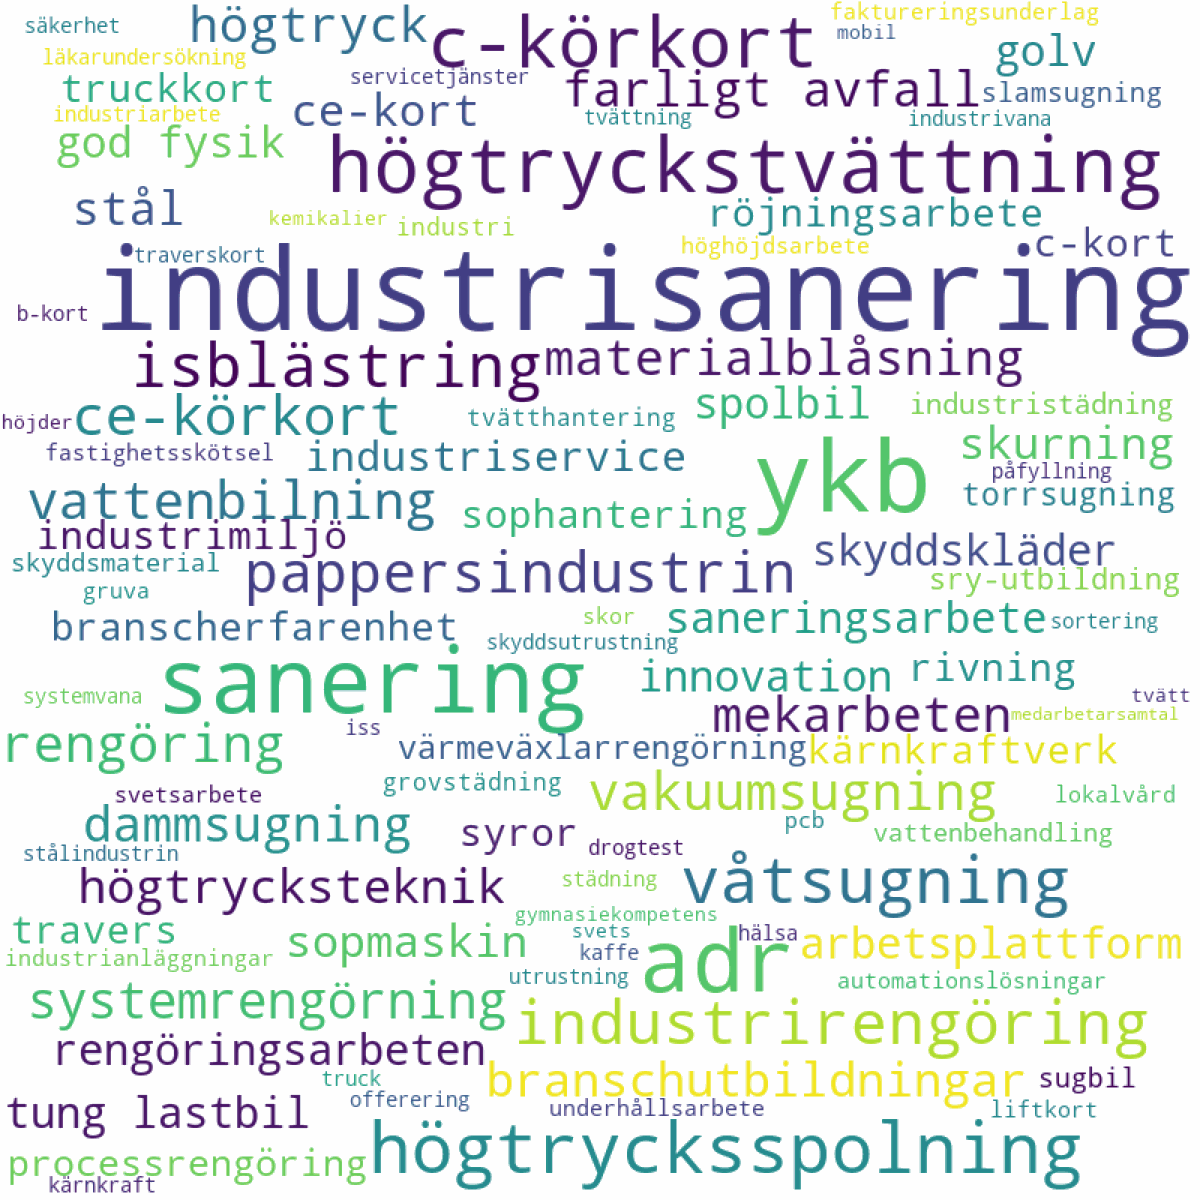 säkerhet
högtryck
c-körkort
faktureringsunderlag
mobil
läkarundersökning
golv
truckkort
servicetjänster
farligt avfall
slamsugning
industriarbete
ce-kort
tvättning
industrivana
god fysik
högtryckstvättning
stål
kemikalier
industri
röjningsarbete
traverskort
höghöjdsarbete
c-kort
industrisanering
b-kort
isblästring
materialblåsning
höjder
ce-körkort
tvätthantering
spolbil
industristädning
fastighetsskötsel
industriservice
ykb
skurning
påfyllning
vattenbilning
sophantering
torrsugning
industrimiljö
skyddsmaterial
pappersindustrin
skyddskläder
gruva
sry-utbildning
branscherfarenhet
skor
saneringsarbete
sortering
skyddsutrustning
sanering
innovation
rivning
systemvana
tvätt
iss
mekarbeten
medarbetarsamtal
rengöring
värmeväxlarrengörning
kärnkraftverk
grovstädning
svetsarbete
vakuumsugning
lokalvård
dammsugning
syror
pcb
vattenbehandling
stålindustrin
drogtest
högtrycksteknik
städning
våtsugning
travers
gymnasiekompetens
svets
hälsa
industrianläggningar
sopmaskin
kaffe
adr
arbetsplattform
utrustning
automationslösningar
systemrengörning
industrirengöring
rengöringsarbeten
truck
branschutbildningar
sugbil
tung lastbil
offerering
underhållsarbete
liftkort
processrengöring
högtrycksspolning
kärnkraft